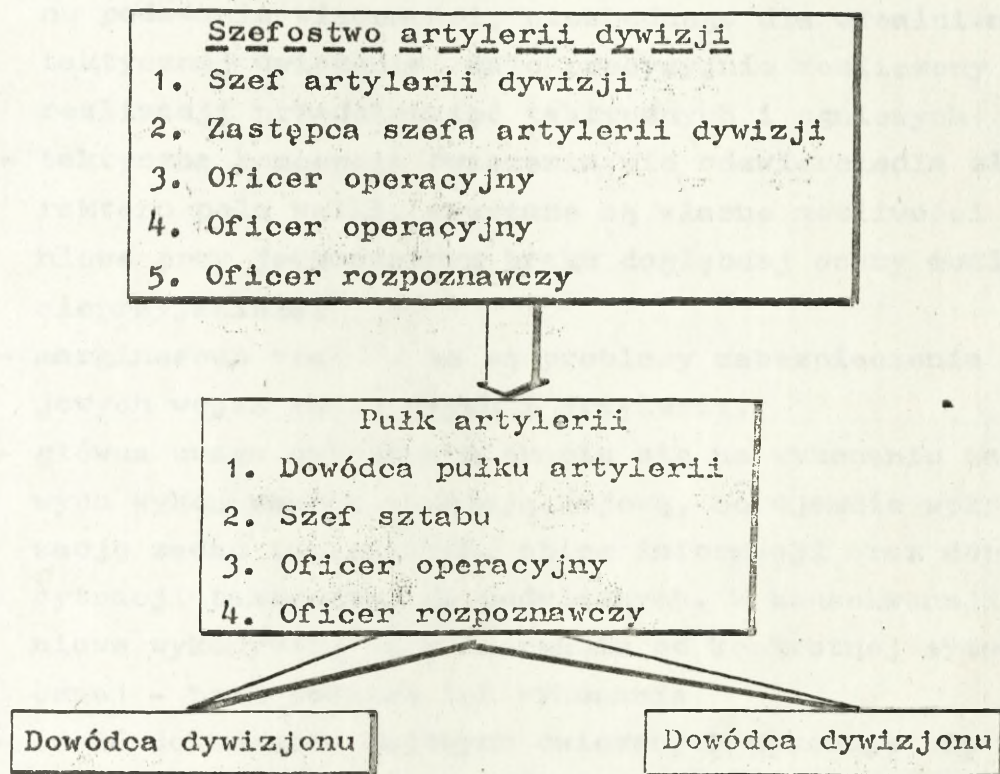 Szefostwo artylerii dywizji
1. Szef artylerii dywizji
2. Zastępca szefa artylerii dywizji
3. Oficer operacyjny
4. Oficer operacyjny
5. Oficer rozpoznawczy
Pułk artylerii
1. Dowódca pułku artylerii
2. Szef sztabu
3. Oficer operacyjny
4. Oficer rozpoznawczy
Dowódca dywizjonu
Dowódca dywizjonu